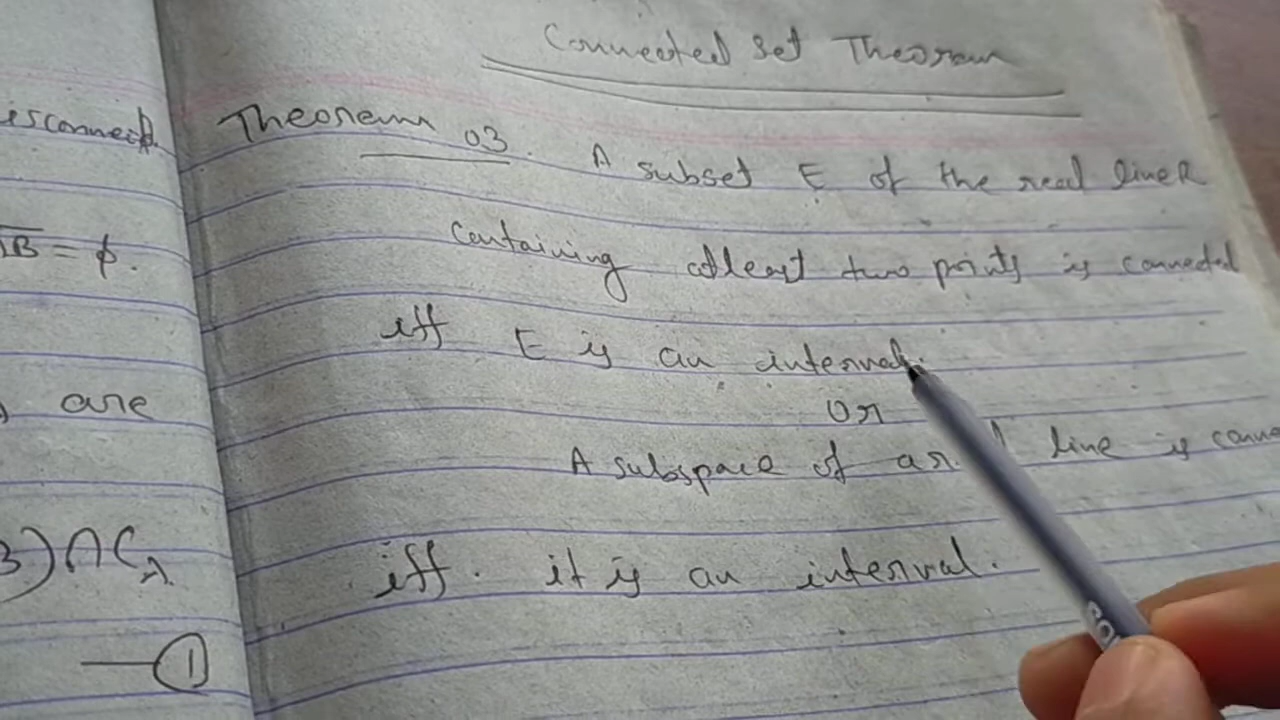 Connected Set Theorem
Theorem 03. A subset E of the real line R
Containing atleast two points is connected
iff E is an interval.
Or
A subspace of a line is
iff. it is an interval.
isconnect
B = ϕ.
are
3) ∩ Cλ
①